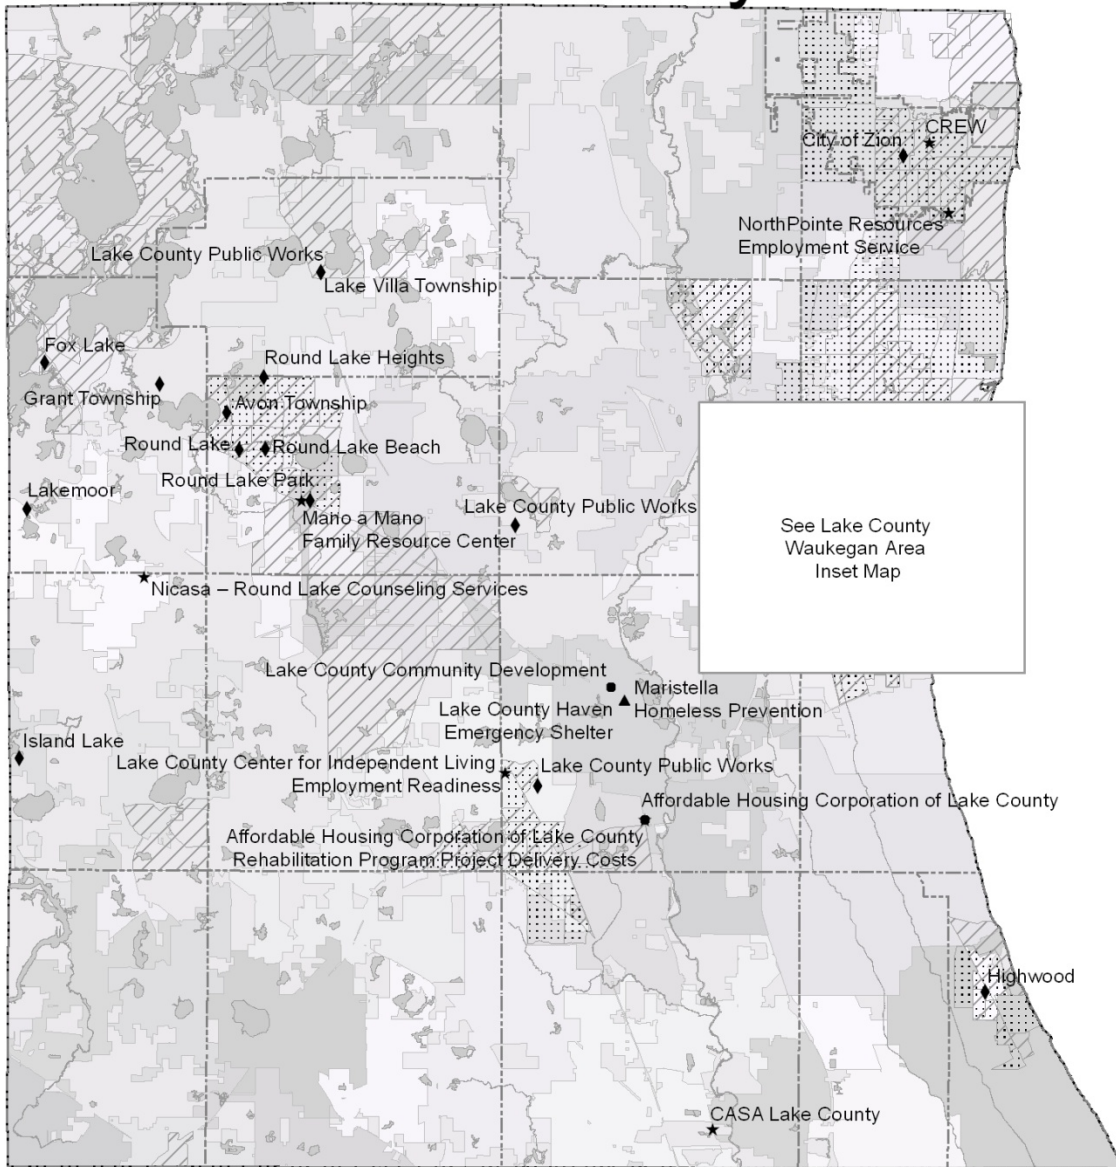 City of Zion
CREW
NorthPointe Resources
Employment Service
Lake County Public Works
Lake Villa Township
Fox Lake
Round Lake Heights
Grant Township
Avon Township
Round Lake
Round Lake Beach
Round Lake Park
Lakemoor
Mano a Mano
Family Resource Center
Lake County Public Works
See Lake County
Waukegan Area
Inset Map
Nicasa – Round Lake Counseling Services
Lake County Community Development
Maristella
Homeless Prevention
Lake County Haven
Emergency Shelter
Island Lake
Lake County Center for Independent Living
Employment Readiness
Lake County Public Works
Affordable Housing Corporation of Lake County
Affordable Housing Corporation of Lake County
Rehabilitation Program Project Delivery Costs
Highwood
CASA Lake County